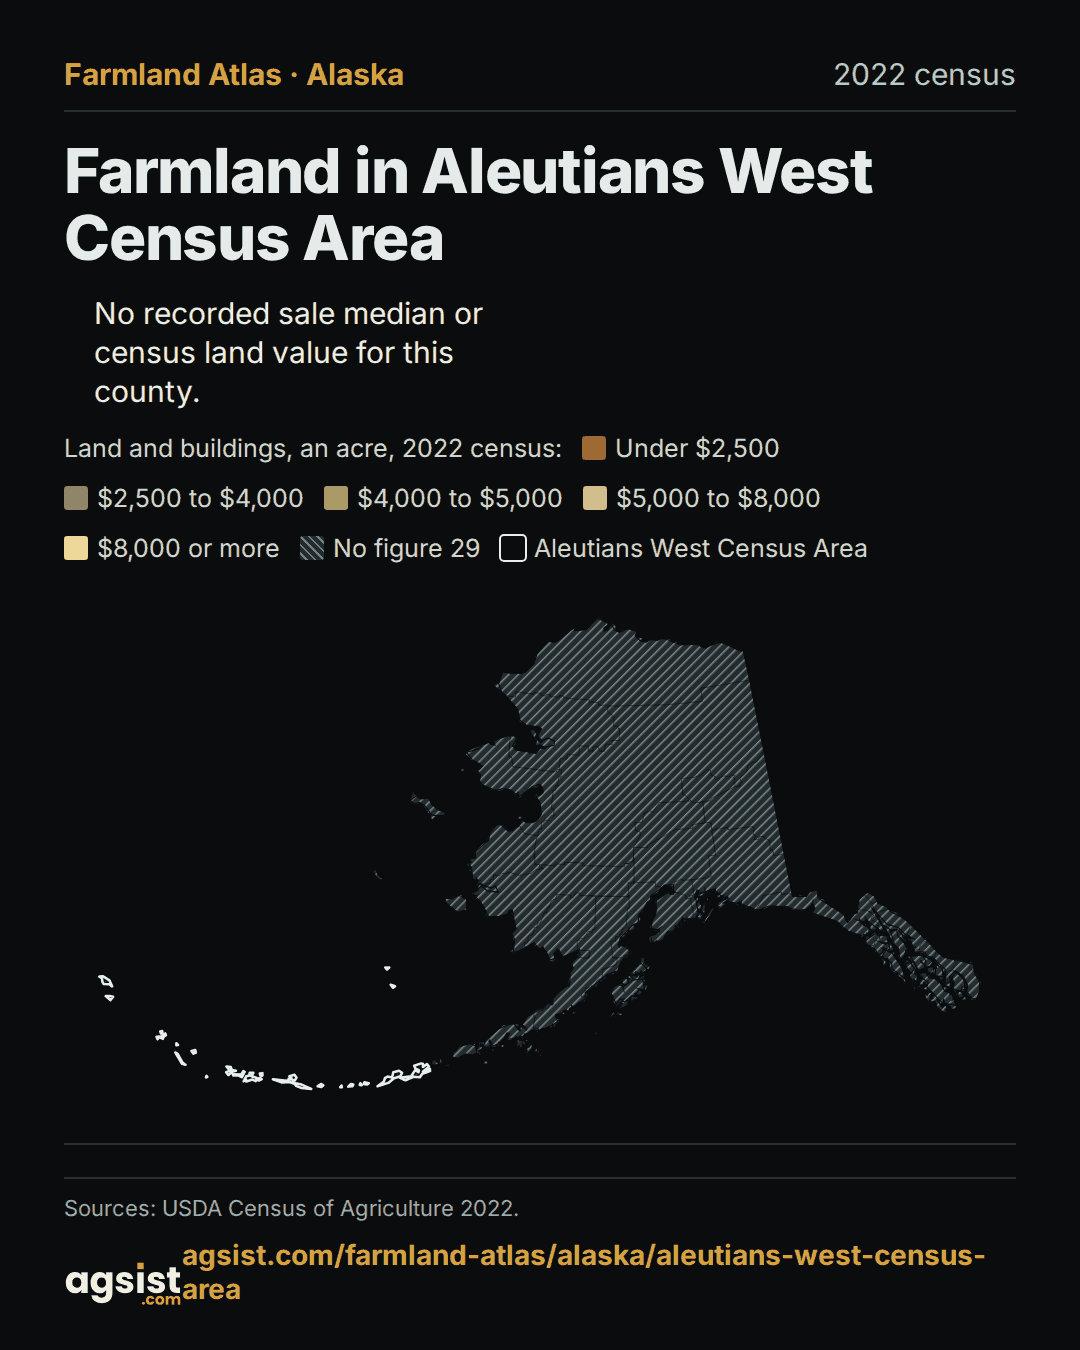 Farmland Atlas · Alaska
2022 census
Farmland in Aleutians West
Census Area
No recorded sale median or
census land value for this
county.
Land and buildings, an acre, 2022 census: Under $2,500
$2,500 to $4,000 $4,000 to $5,000 $5,000 to $8,000
$8,000 or more No figure 29 Aleutians West Census Area
Sources: USDA Census of Agriculture 2022.
agsist.com
agsist.com/farmland-atlas/alaska/aleutians-west-census-
area